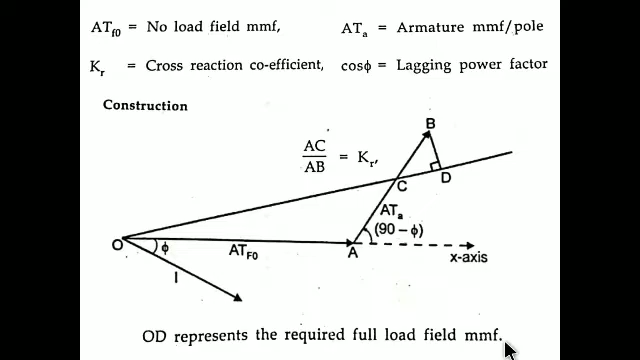 AT_f0 = No load field mmf, AT_a = Armature mmf/pole
K_r = Cross reaction co-efficient, cosϕ = Lagging power factor
Construction
B
AC/AB = K_r,
C
D
AT_a
(90 – ϕ)
O
ϕ
AT_F0
A
x-axis
I
OD represents the required full load field mmf.